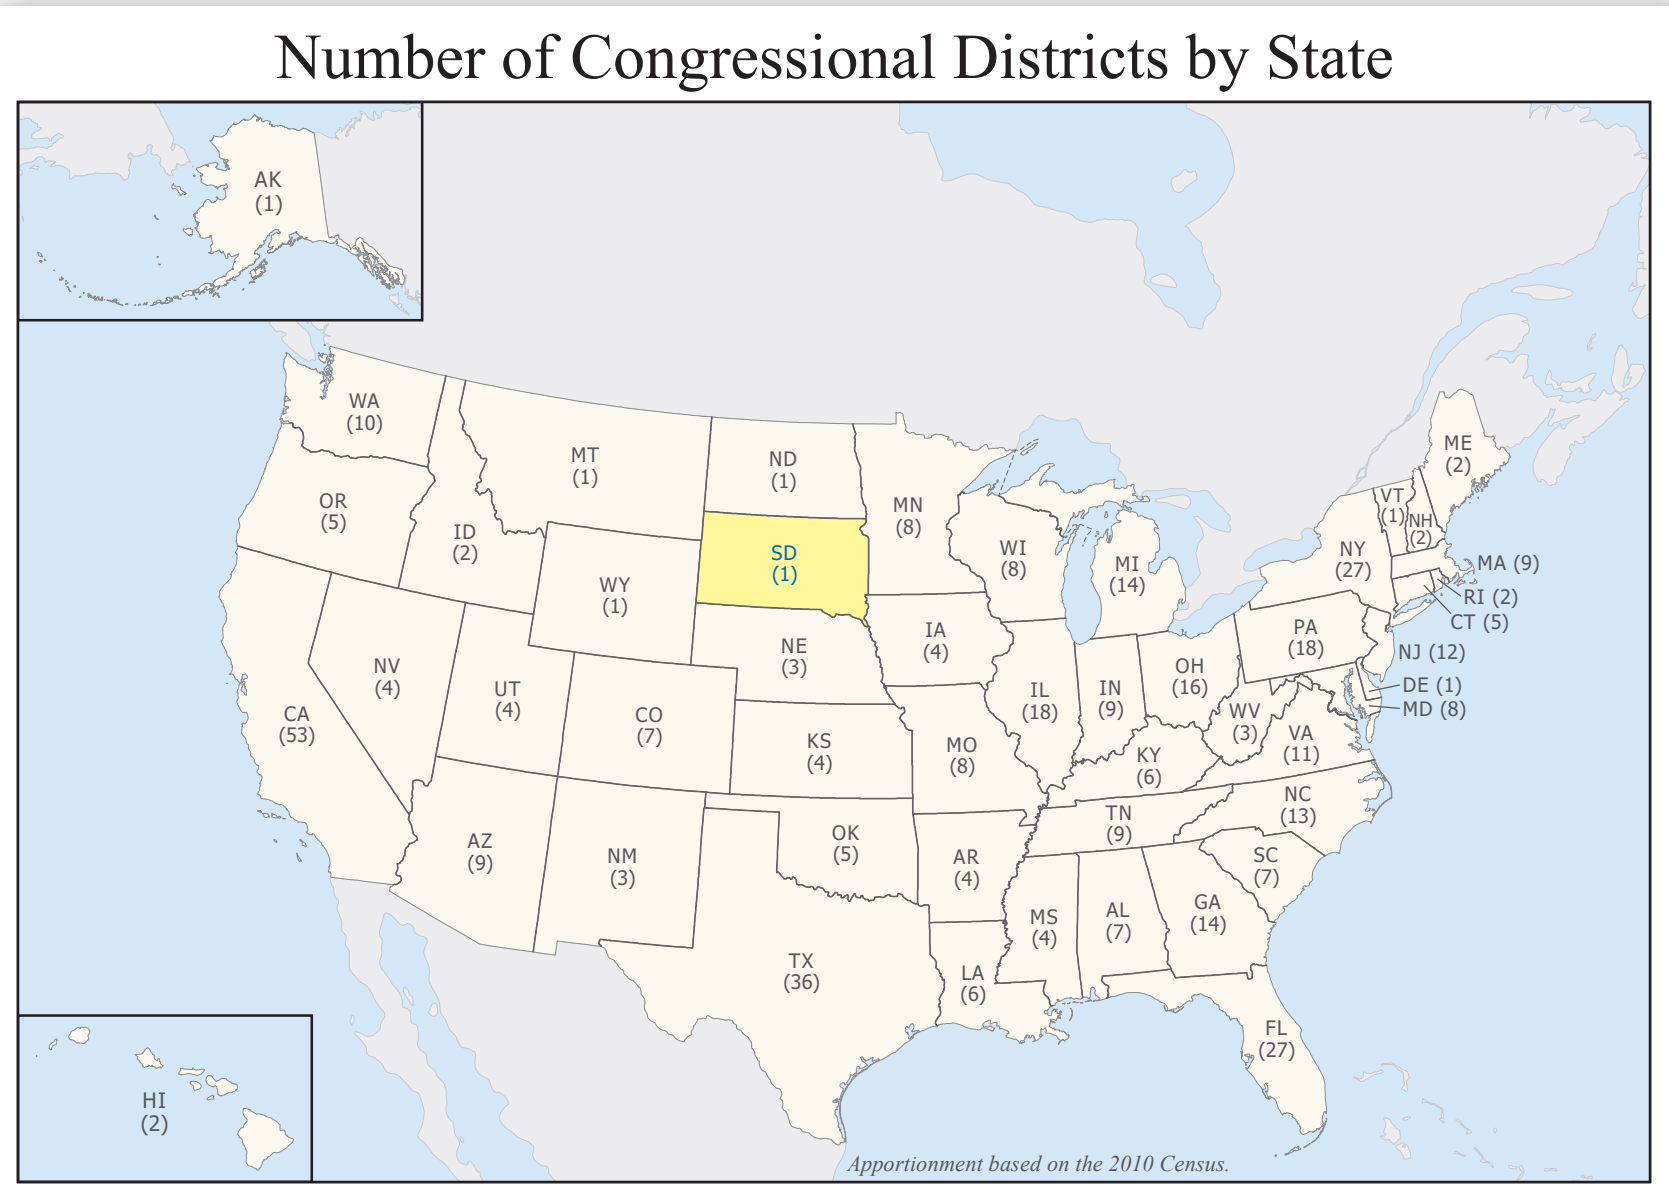 Number of Congressional Districts by State
AK
(1)
WA
(10)
MT
(1)
ND
(1)
MN
(8)
ME
(2)
VT
(1)
NH
(2)
OR
(5)
ID
(2)
SD
(1)
WI
(8)
MI
(14)
NY
(27)
MA (9)
RI (2)
CT (5)
WY
(1)
IA
(4)
PA
(18)
NJ (12)
NE
(3)
NV
(4)
UT
(4)
CO
(7)
IL
(18)
IN
(9)
OH
(16)
DE (1)
MD (8)
CA
(53)
KS
(4)
MO
(8)
WV
(3)
VA
(11)
KY
(6)
NC
(13)
TN
(9)
AZ
(9)
NM
(3)
OK
(5)
AR
(4)
SC
(7)
MS
(4)
AL
(7)
GA
(14)
TX
(36)
LA
(6)
FL
(27)
HI
(2)
Apportionment based on the 2010 Census.